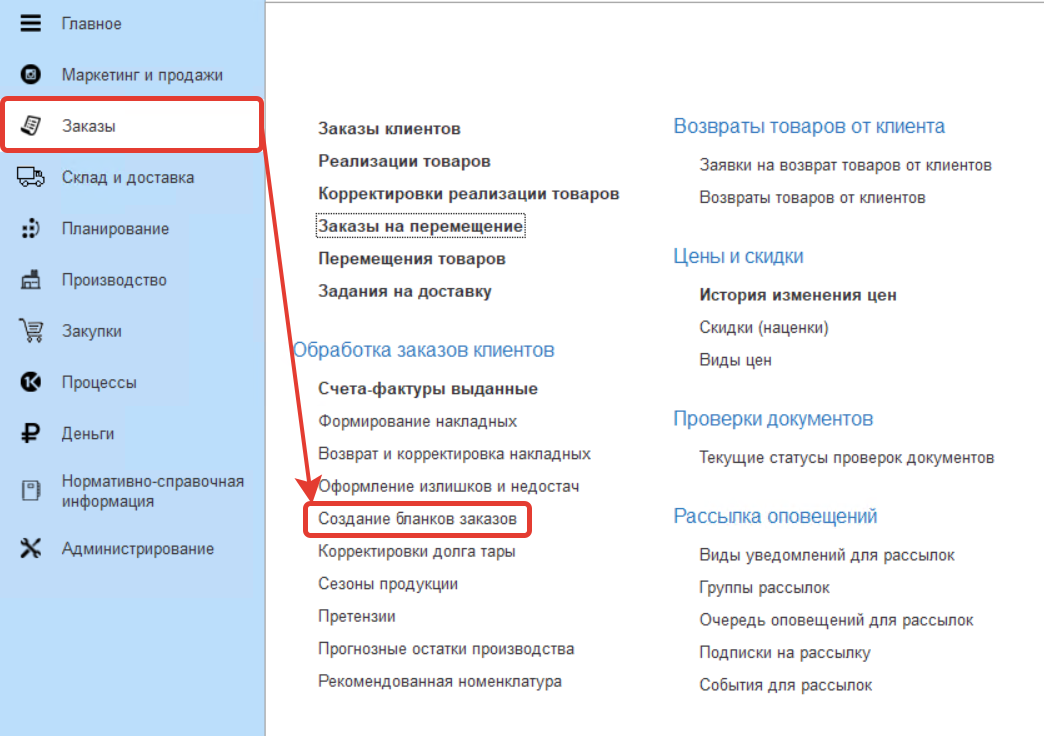 Главное
Маркетинг и продажи
Заказы
Склад и доставка
Планирование
Производство
Закупки
Процессы
Деньги
Нормативно-справочная
информация
Администрирование
Заказы клиентов
Реализации товаров
Корректировки реализации товаров
Заказы на перемещение
Перемещения товаров
Задания на доставку
Обработка заказов клиентов
Счета-фактуры выданные
Формирование накладных
Возврат и корректировка накладных
Оформление излишков и недостач
Создание бланков заказов
Корректировки долга тары
Сезоны продукции
Претензии
Прогнозные остатки производства
Рекомендованная номенклатура
Возвраты товаров от клиента
Заявки на возврат товаров от клиентов
Возвраты товаров от клиентов
Цены и скидки
История изменения цен
Скидки (наценки)
Виды цен
Проверки документов
Текущие статусы проверок документов
Рассылка оповещений
Виды уведомлений для рассылок
Группы рассылок
Очередь оповещений для рассылок
Подписки на рассылку
События для рассылок